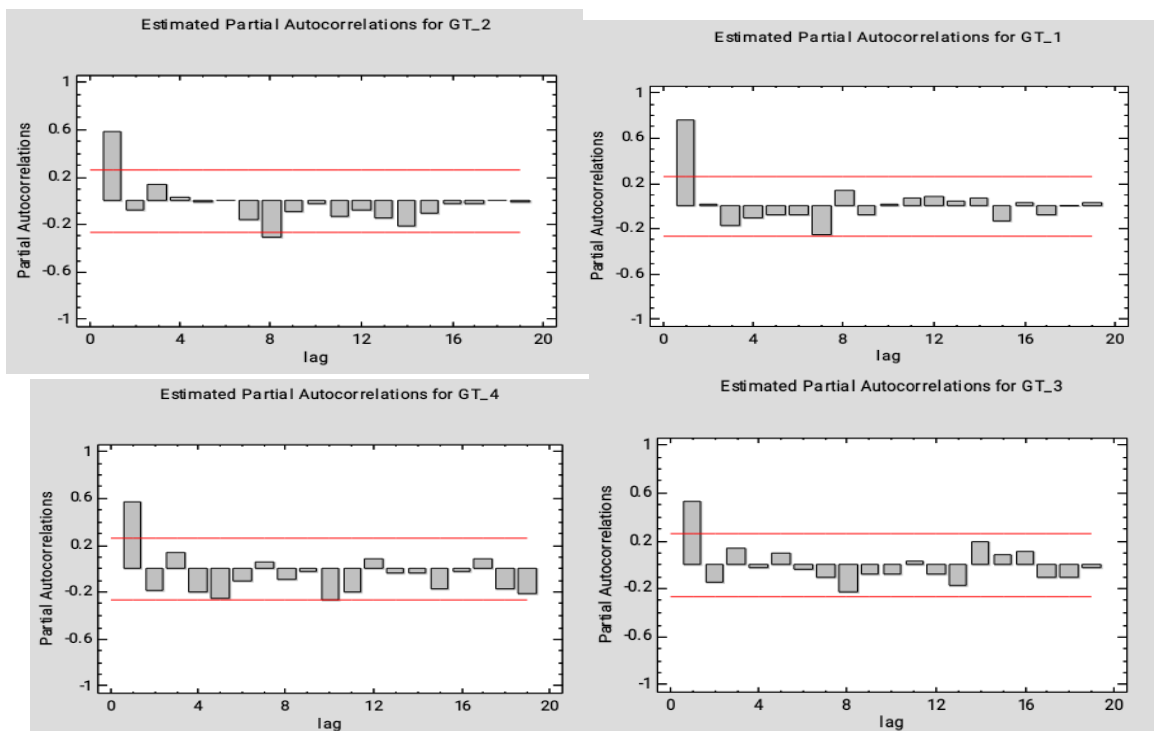 Estimated Partial Autocorrelations for GT_2
Partial Autocorrelations
1
0.6
0.2
-0.2
-0.6
-1
0 4 8 12 16 20
lag
Estimated Partial Autocorrelations for GT_1
Partial Autocorrelations
1
0.6
0.2
-0.2
-0.6
-1
0 4 8 12 16 20
lag
Estimated Partial Autocorrelations for GT_4
Partial Autocorrelations
1
0.6
0.2
-0.2
-0.6
-1
0 4 8 12 16 20
lag
Estimated Partial Autocorrelations for GT_3
Partial Autocorrelations
1
0.6
0.2
-0.2
-0.6
-1
0 4 8 12 16 20
lag